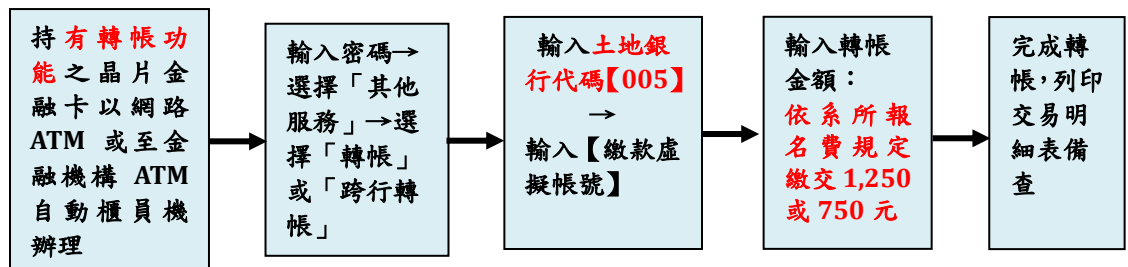 持有轉帳功
能之晶片金
融卡以網路
ATM 或至金
融機構 ATM
自動櫃員機
辦理
輸入密碼→
選擇「其他
服務」→選
擇「轉帳」
或「跨行轉
帳」
輸入土地銀
行代碼【005】
→
輸入【繳款虛
擬帳號】
輸入轉帳
金額：
依系所報
名費規定
繳交 1,250
或 750 元
完成轉
帳，列印
交易明
細表備
查